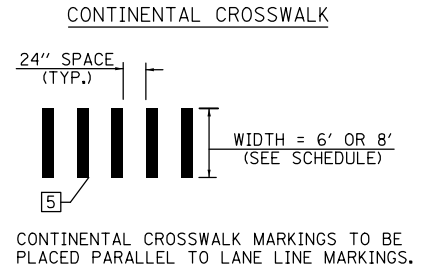 CONTINENTAL CROSSWALK
24" SPACE
(TYP.)
WIDTH = 6' OR 8'
(SEE SCHEDULE)
5
CONTINENTAL CROSSWALK MARKINGS TO BE
PLACED PARALLEL TO LANE LINE MARKINGS.